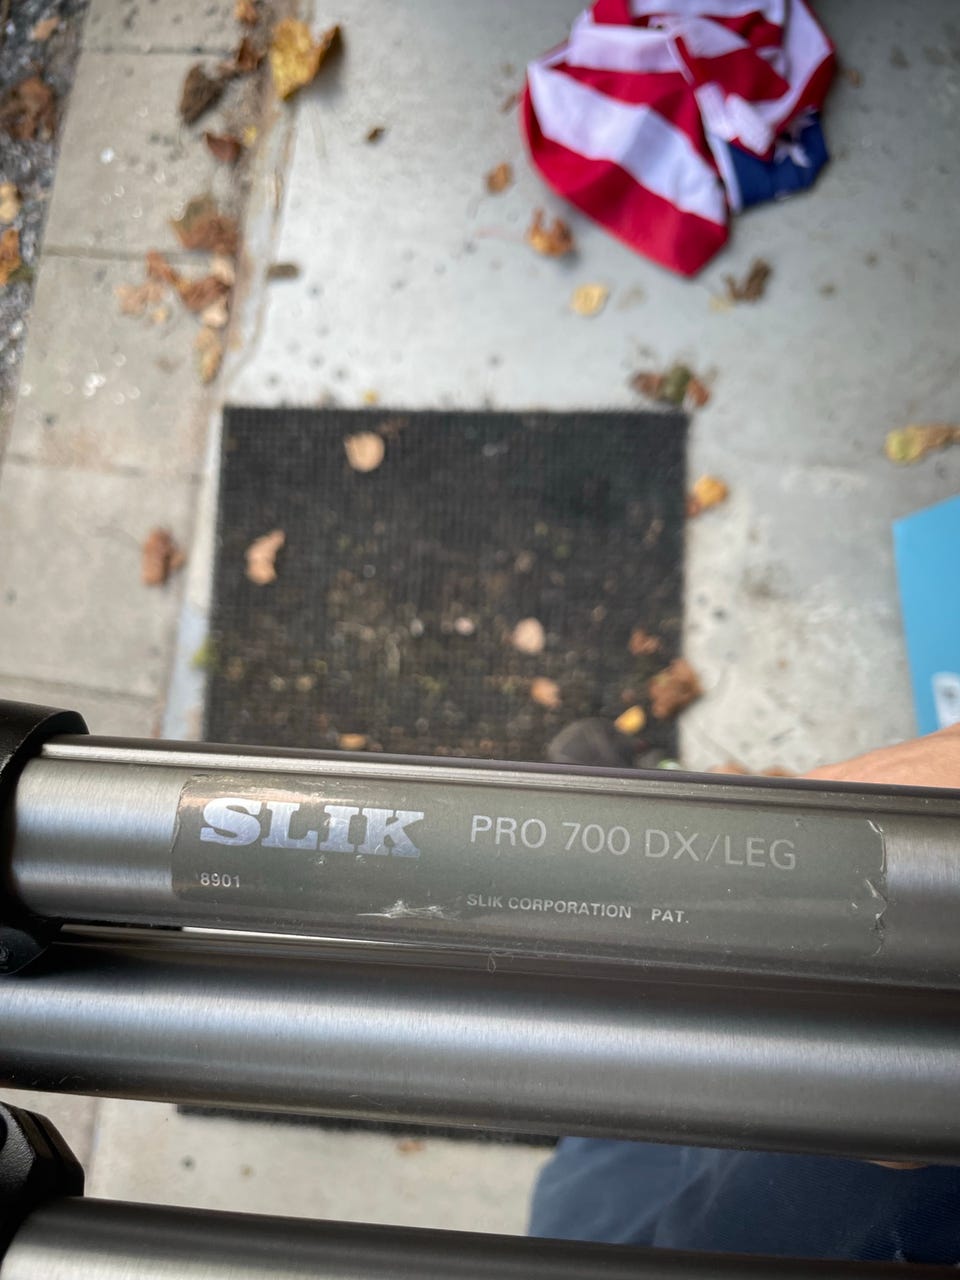 SLIK PRO 700 DX/LEG
8901
SLIK CORPORATION PAT.